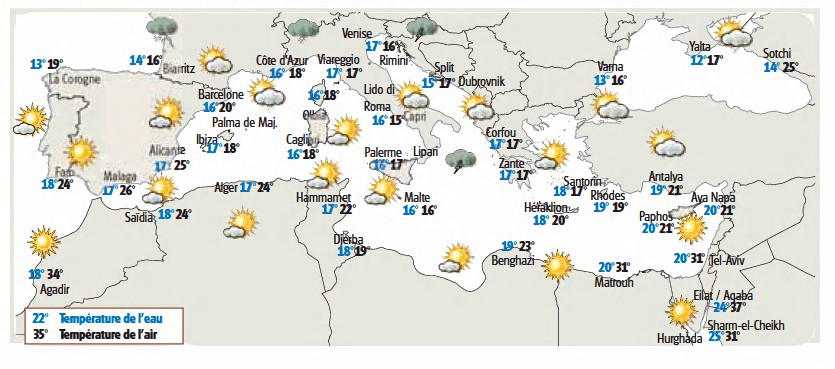 Venise
17° 16°
Rimini
14° 16°
Biarritz
13° 19°
La Corogne
Côte d'Azur
16° 18°
Viareggio
17° 17°
Split
15° 17°
Dubrovnik
Yalta
12° 17°
Sotchi
14° 25°
Varna
13° 16°
Barcelone
16° 20°
Palma de Maj.
Ibiza
17° 18°
16° 18°
Lido di
Roma
16° 15°
Capri
Cagliari
16° 18°
Corfou
17° 17°
Alicante
17° 25°
Palerme
16° 17°
Lipari
Zante
17° 17°
Faro
18° 24°
Malaga
17° 26°
Alger 17° 24°
Saïdia 18° 24°
Hammamet
17° 22°
Malte
16° 16°
Santorin
18° 17°
Héraklion
18° 20°
Rhodes
19° 19°
Antalya
19° 21°
Aya Napa
20° 21°
Paphos
20° 21°
Djerba
18° 19°
19° 23°
Benghazi
20° 31°
Matrouh
20° 31°
Tel-Aviv
18° 34°
Agadir
Eilat / Aqaba
24° 37°
Sharm-el-Cheikh
25° 31°
Hurghada
22° Température de l'eau
35° Température de l'air